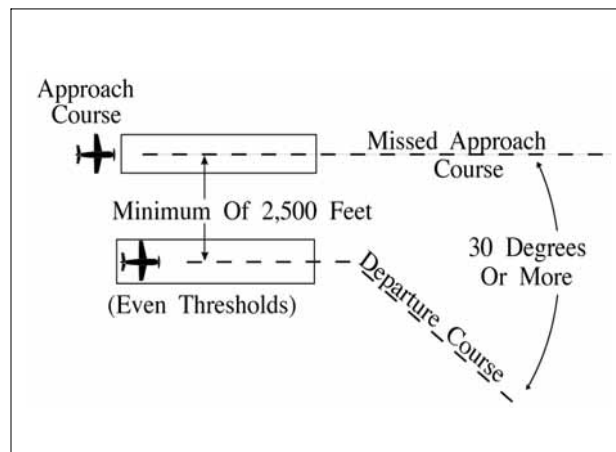 Approach
Course
Missed Approach
Course
Minimum Of 2,500 Feet
30 Degrees
Or More
(Even Thresholds)
Departure Course